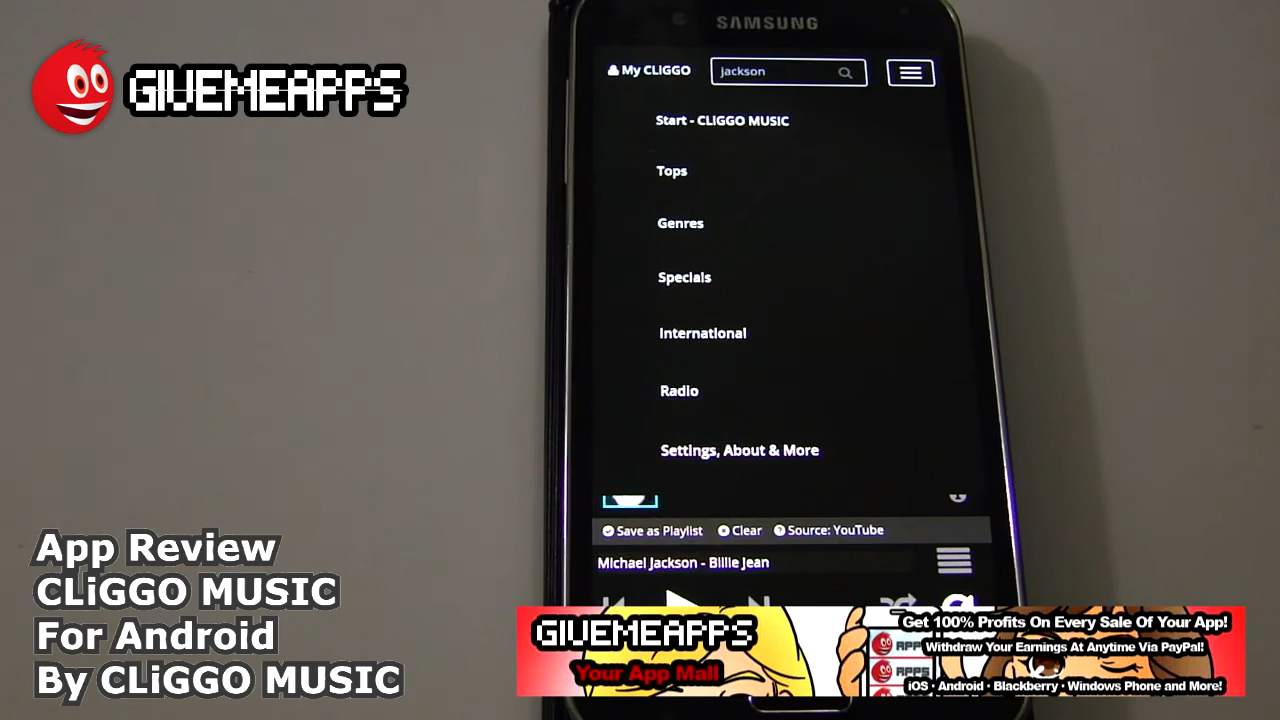 GIVEMEAPPS
SAMSUNG
My CLIGGO
jackson
Start - CLIGGO MUSIC
Tops
Genres
Specials
International
Radio
Settings, About & More
Save as Playlist
Clear
Source: YouTube
Michael Jackson - Billie Jean
App Review
CLiGGO MUSIC
For Android
By CLiGGO MUSIC
GIVEMEAPPS
Your App Mall
APPS
APPS
Get 100% Profits On Every Sale Of Your App!
Withdraw Your Earnings At Anytime Via PayPal!
iOS · Android · Blackberry · Windows Phone and More!